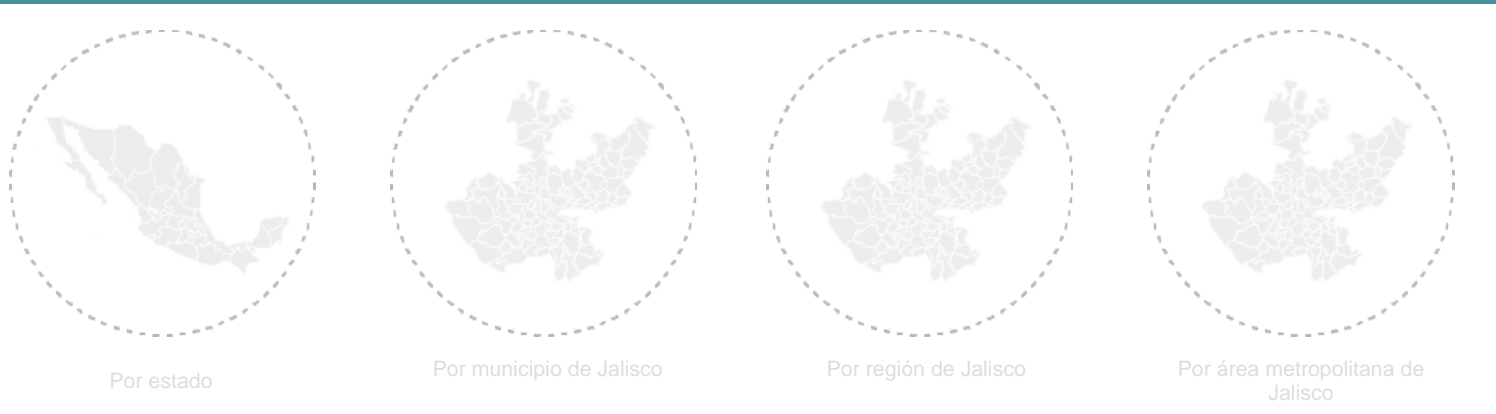 Por estado
Por municipio de Jalisco
Por región de Jalisco
Por área metropolitana de
Jalisco